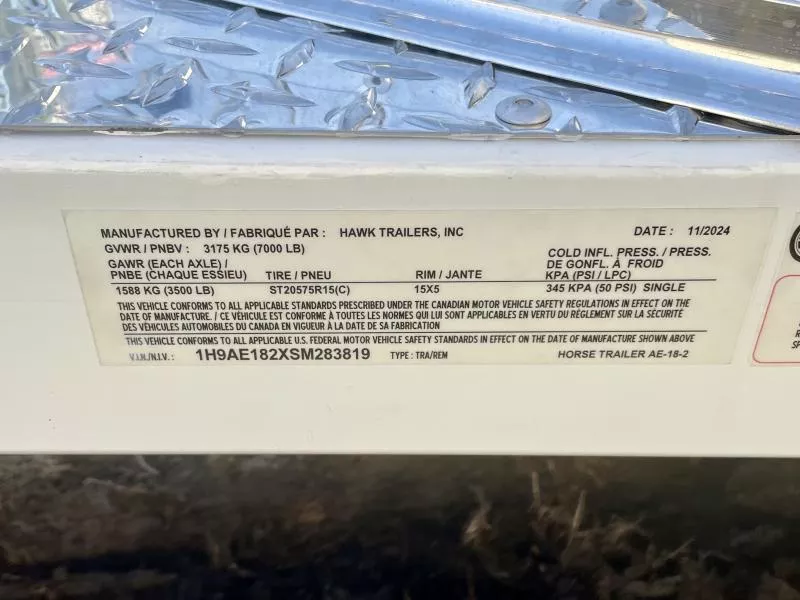 MANUFACTURED BY / FABRIQUÉ PAR : HAWK TRAILERS, INC DATE : 11/2024
GVWR / PNBV : 3175 KG (7000 LB)
GAWR (EACH AXLE) / COLD INFL. PRESS. / PRESS.
DE GONFL. À FROID
PNBE (CHAQUE ESSIEU) TIRE / PNEU RIM / JANTE KPA (PSI / LPC)
1588 KG (3500 LB) ST20575R15(C) 15X5 345 KPA (50 PSI) SINGLE
THIS VEHICLE CONFORMS TO ALL APPLICABLE STANDARDS PRESCRIBED UNDER THE CANADIAN MOTOR VEHICLE SAFETY REGULATIONS IN EFFECT ON THE
DATE OF MANUFACTURE. / CE VÉHICULE EST CONFORME À TOUTES LES NORMES QUI LUI SONT APPLICABLES EN VERTU DU RÉGLEMENT SUR LA SÉCURITÉ
DES VÉHICULES AUTOMOBILES DU CANADA EN VIGUEUR À LA DATE DE SA FABRICATION
THIS VEHICLE CONFORMS TO ALL APPLICABLE U.S. FEDERAL MOTOR VEHICLE SAFETY STANDARDS IN EFFECT ON THE DATE OF MANUFACTURE SHOWN ABOVE
V.I.N./N.I.V. : 1H9AE182XSM283819 TYPE : TRA/REM HORSE TRAILER AE-18-2